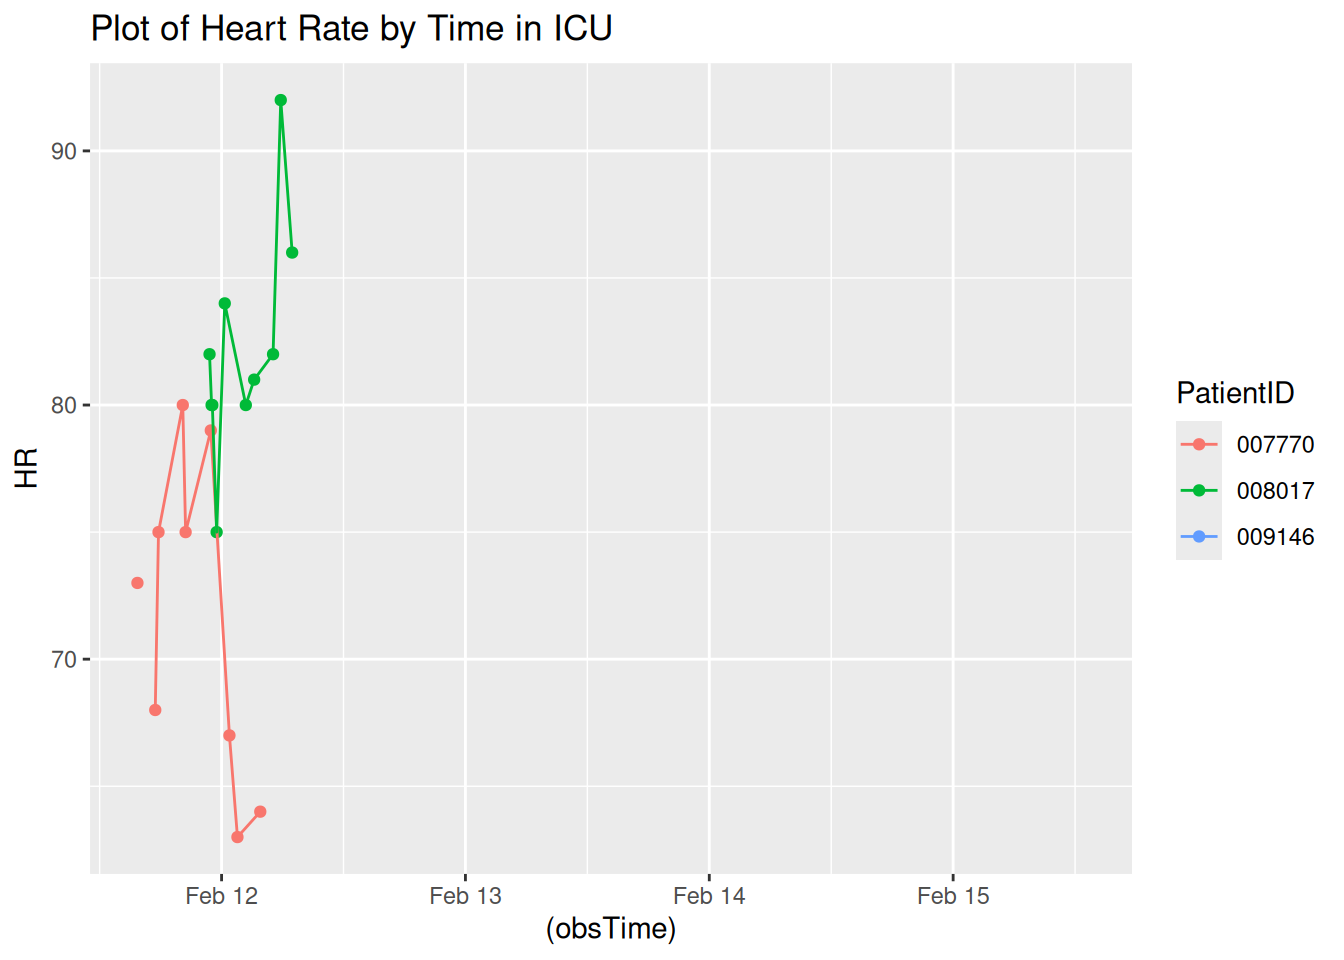 Plot of Heart Rate by Time in ICU
90
80
70
HR
Feb 12
Feb 13
Feb 14
Feb 15
(obsTime)
PatientID
007770
008017
009146